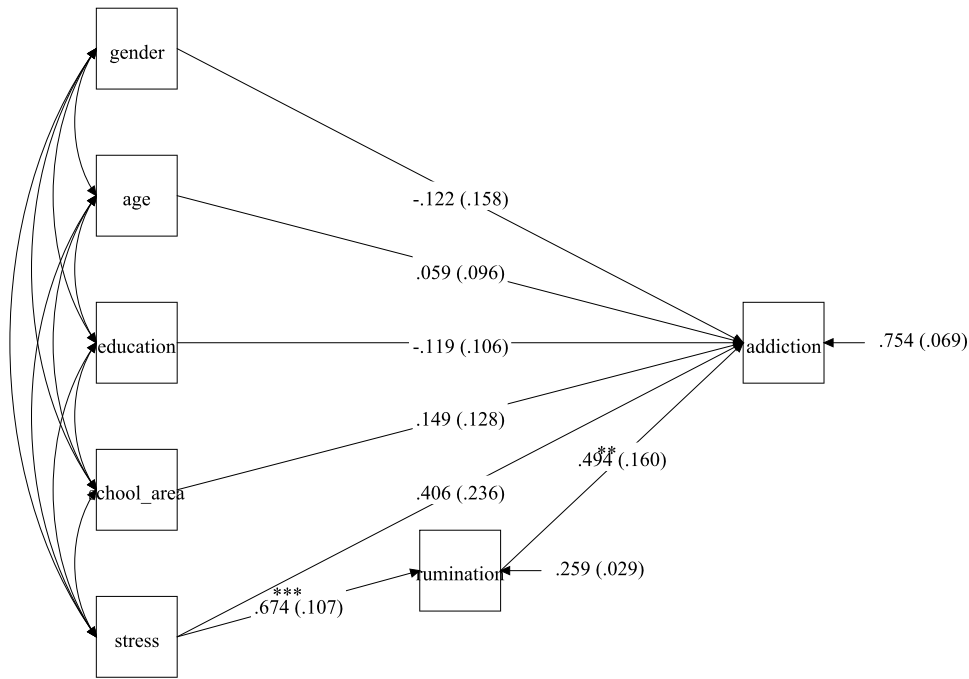 gender
age
-.122 (.158)
.059 (.096)
education
-.119 (.106)
addiction
.754 (.069)
.149 (.128)
**
.494 (.160)
school_area
.406 (.236)
rumination
.259 (.029)
***
.674 (.107)
stress